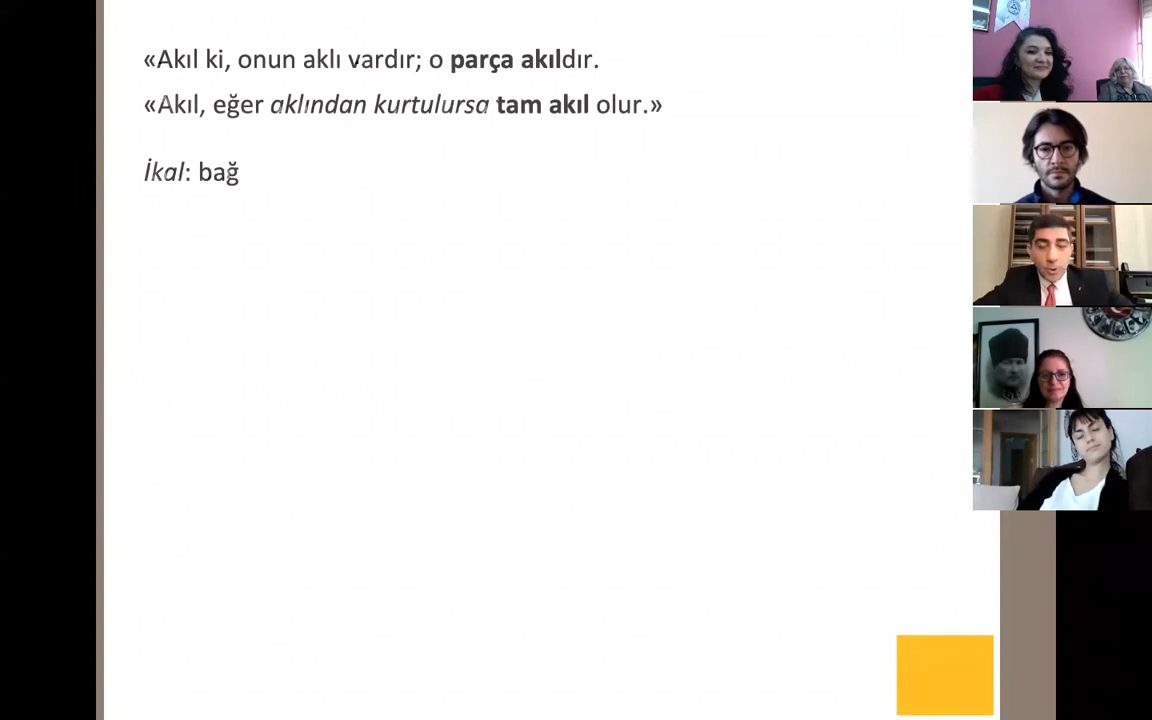 «Akıl ki, onun aklı vardır; o parça akıldır.
«Akıl, eğer aklından kurtulursa tam akıl olur.»
İkal: bağ